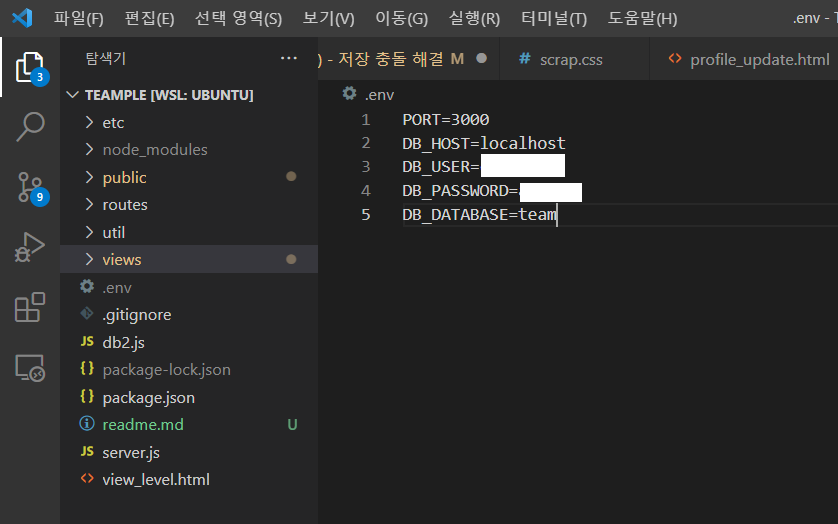 파일(F) 편집(E) 선택 영역(S) 보기(V) 이동(G) 실행(R) 터미널(T) 도움말(H) .env - T
탐색기 ··· ) - 저장 충돌 해결 M # scrap.css <> profile_update.html
3
TEAMPLE [WSL: UBUNTU]
.env
etc
node_modules
public
routes
util
views
.env
.gitignore
JS db2.js
{ } package-lock.json
{ } package.json
readme.md U
JS server.js
<> view_level.html
9
1 PORT=3000
2 DB_HOST=localhost
3 DB_USER=
4 DB_PASSWORD=
5 DB_DATABASE=team